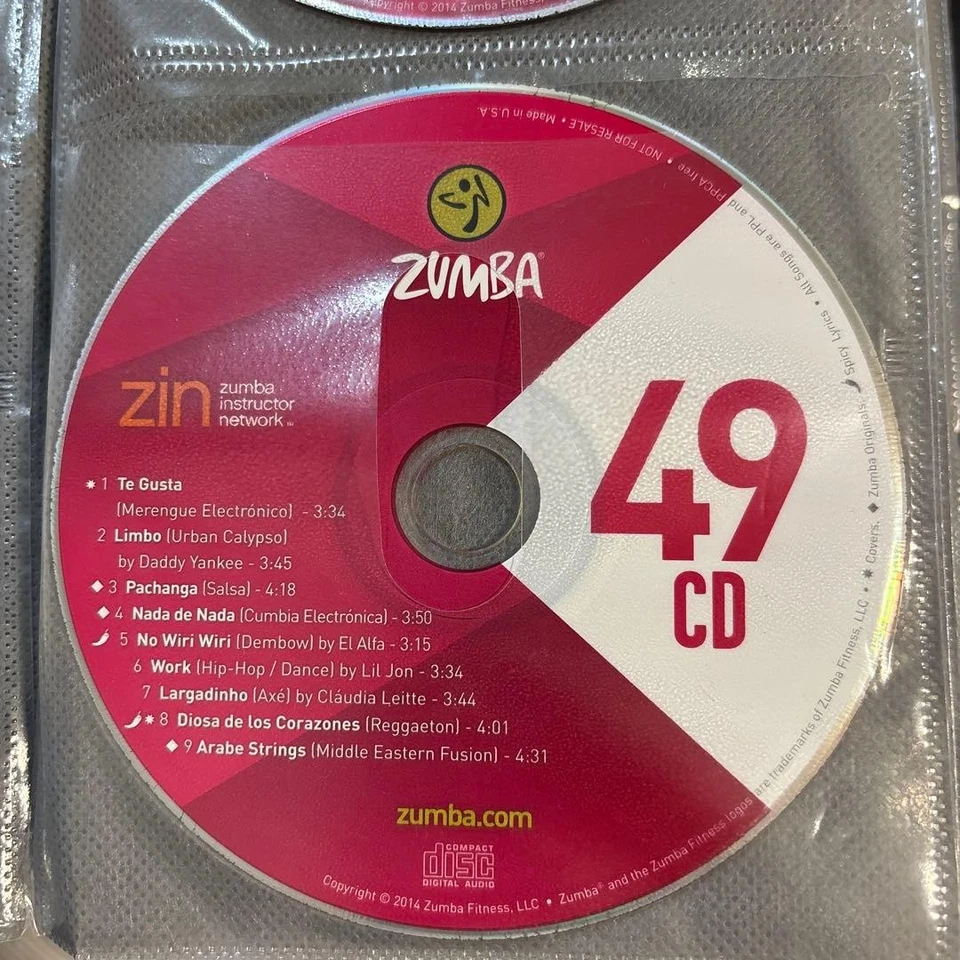 Copyright © 2014 Zumba Fitness,
ZUMBA®
zin zumba
instructor
network℠
49
CD
✷ 1 Te Gusta
(Merengue Electrónico) - 3:34
2 Limbo (Urban Calypso)
by Daddy Yankee - 3:45
◆ 3 Pachanga (Salsa) - 4:18
◆ 4 Nada de Nada (Cumbia Electrónica) - 3:50
5 No Wiri Wiri (Dembow) by El Alfa - 3:15
6 Work (Hip-Hop / Dance) by Lil Jon - 3:34
7 Largadinho (Axé) by Cláudia Leitte - 3:44
✷ 8 Diosa de los Corazones (Reggaeton) - 4:01
◆ 9 Arabe Strings (Middle Eastern Fusion) - 4:31
zumba.com
COMPACT
disc
DIGITAL AUDIO
Copyright © 2014 Zumba Fitness, LLC • Zumba® and the Zumba Fitness logos are trademarks of Zumba Fitness, LLC • ✷ Covers, ◆ Zumba Originals, Spicy Lyrics • All Songs are PPL and PPCA free • NOT FOR RESALE • Made in U.S.A.